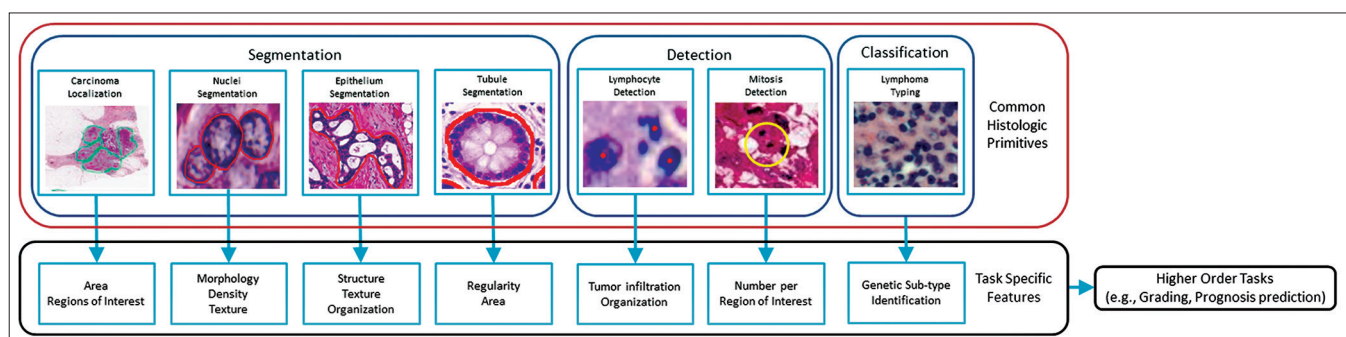 Segmentation
Detection
Classification
Carcinoma
Localization
Nuclei
Segmentation
Epithelium
Segmentation
Tubule
Segmentation
Lymphocyte
Detection
Mitosis
Detection
Lymphoma
Typing
Common
Histologic
Primitives
Area
Regions of Interest
Morphology
Density
Texture
Structure
Texture
Organization
Regularity
Area
Tumor infiltration
Organization
Number per
Region of Interest
Genetic Sub-type
Identification
Task Specific
Features
Higher Order Tasks
(e.g., Grading, Prognosis prediction)